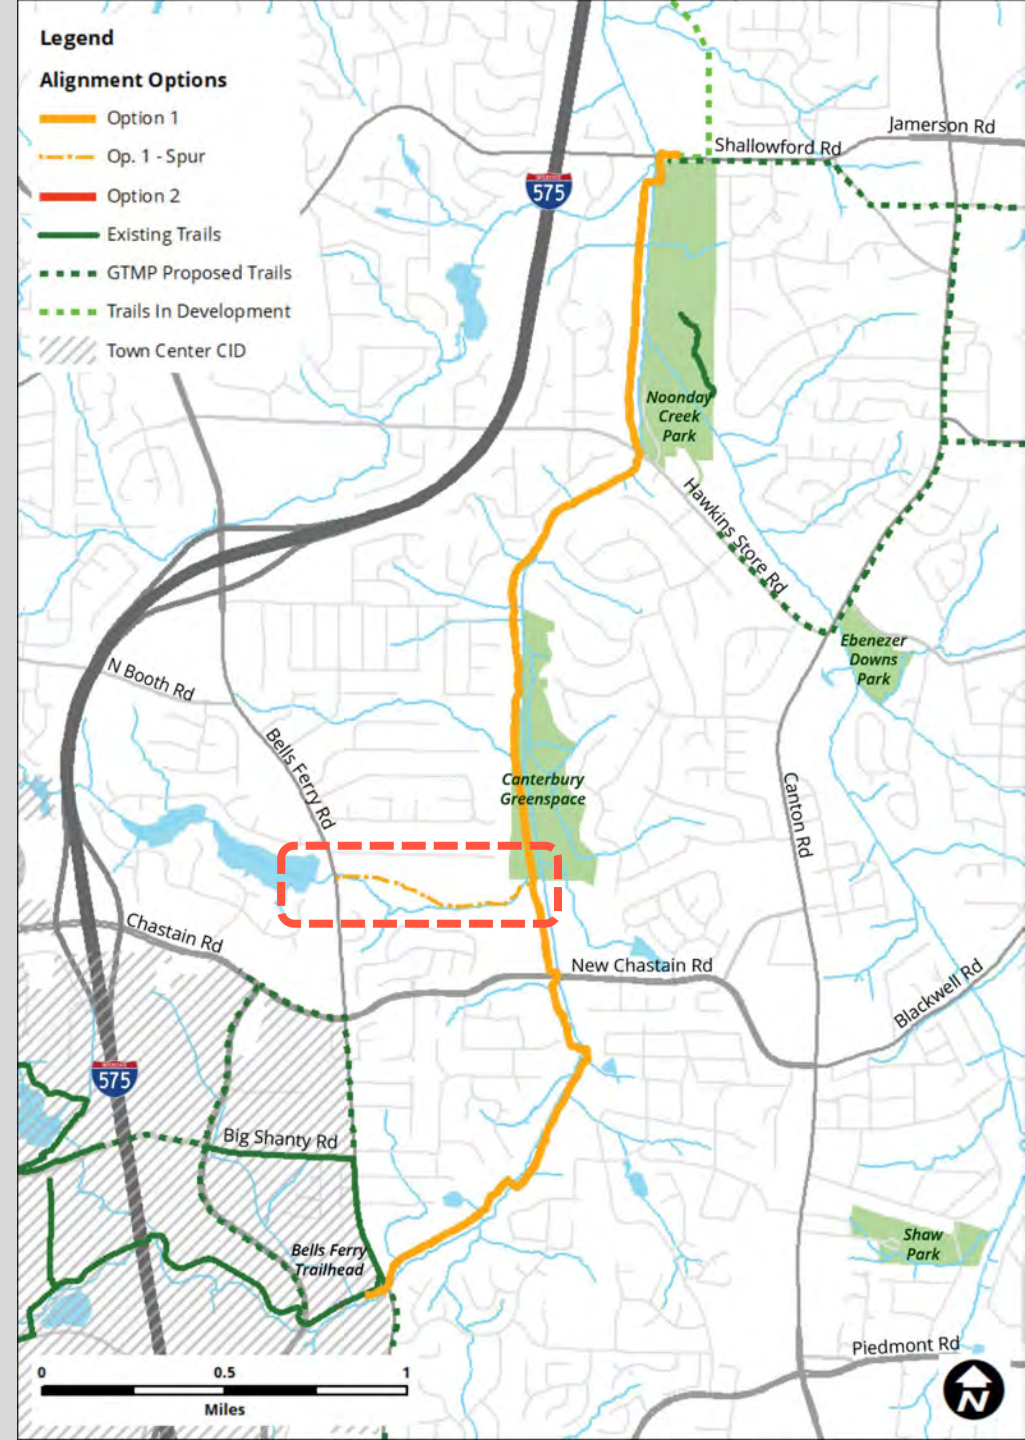 Legend
Alignment Options
Option 1
Op. 1 - Spur
Option 2
Existing Trails
GTMP Proposed Trails
Trails In Development
Town Center CID
575
Jamerson Rd
Shallowford Rd
Noonday
Creek
Park
Hawkins Store Rd
Ebenezer
Downs
Park
N Booth Rd
Bells Ferry Rd
Canterbury
Greenspace
Canton Rd
Chastain Rd
New Chastain Rd
Blackwell Rd
575
Big Shanty Rd
Bells Ferry
Trailhead
Shaw
Park
Piedmont Rd
0 0.5 1
Miles
N